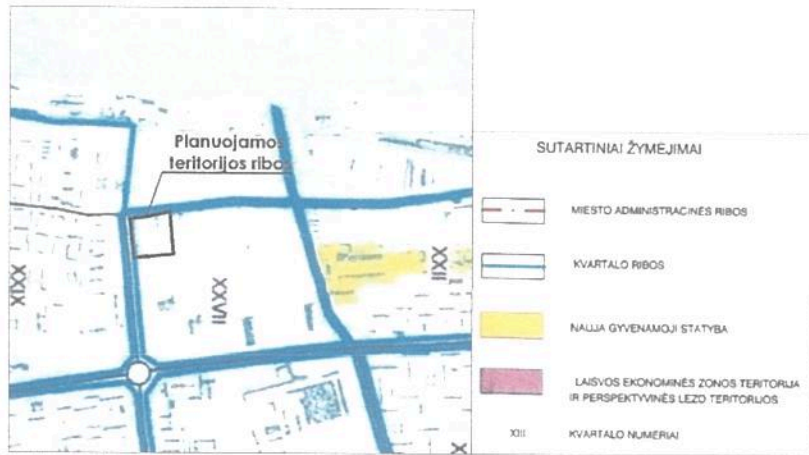 Planuojamos
teritorijos ribos
XXIX
XXVII
XXII
SUTARTINIAI ŽYMĖJIMAI
MIESTO ADMINISTRACINĖS RIBOS
KVARTALO RIBOS
NAUJA GYVENAMOJI STATYBA
LAISVOS EKONOMINĖS ZONOS TERITORIJA
IR PERSPEKTYVINĖS LEZO TERITORIJOS
XIII KVARTALO NUMERIAI